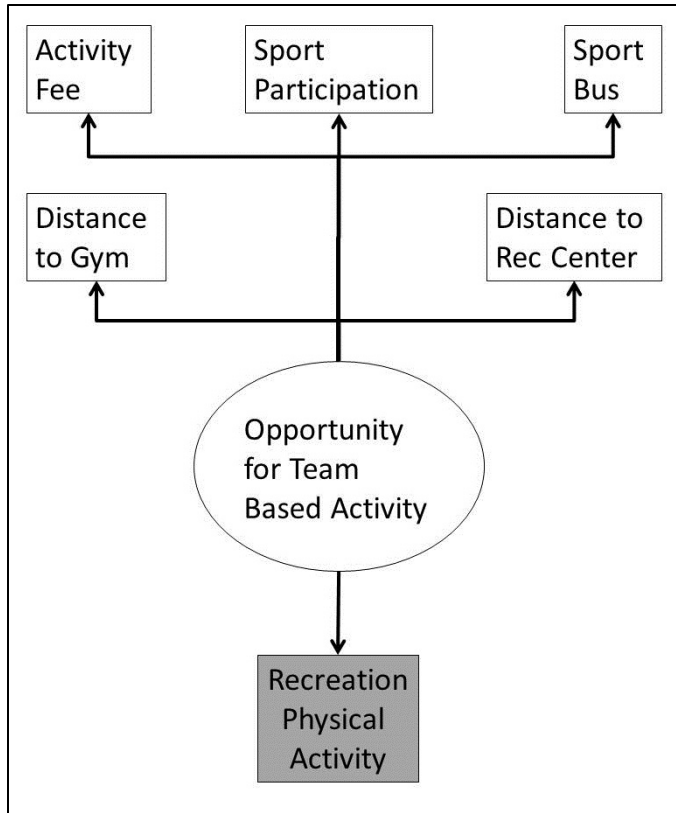 Activity
Fee
Sport
Participation
Sport
Bus
Distance
to Gym
Distance to
Rec Center
Opportunity
for Team
Based Activity
Recreation
Physical
Activity